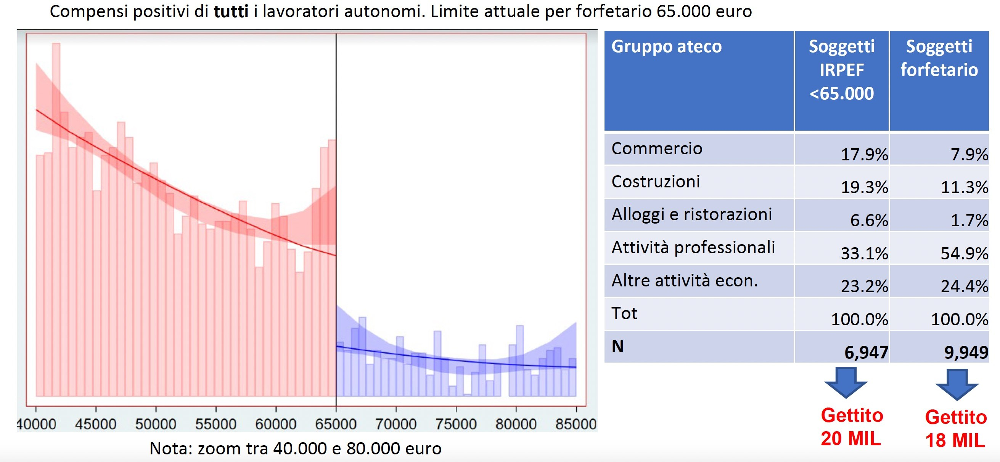 Compensi positivi di tutti i lavoratori autonomi. Limite attuale per forfetario 65.000 euro
40000 45000 50000 55000 60000 65000 70000 75000 80000 85000
Nota: zoom tra 40.000 e 80.000 euro
Gruppo ateco Soggetti IRPEF <65.000 Soggetti forfetario
Commercio 17.9% 7.9%
Costruzioni 19.3% 11.3%
Alloggi e ristorazioni 6.6% 1.7%
Attività professionali 33.1% 54.9%
Altre attività econ. 23.2% 24.4%
Tot 100.0% 100.0%
N 6,947 9,949
Gettito 20 MIL
Gettito 18 MIL